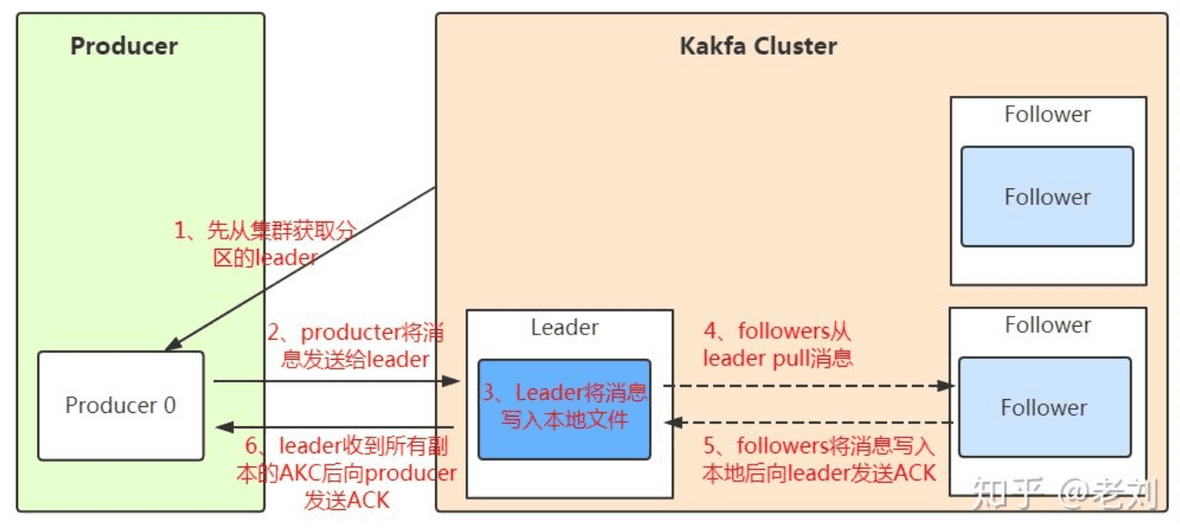 Producer
Kakfa Cluster
Follower
Follower
1、先从集群获取分
区的leader
2、producter将消
息发送给leader
Leader
4、followers从
leader pull消息
Follower
Producer 0
3、Leader将消息
写入本地文件
Follower
6、leader收到所有副
本的AKC后向producer
发送ACK
5、followers将消息写入
本地后向leader发送ACK
知乎 @老刘